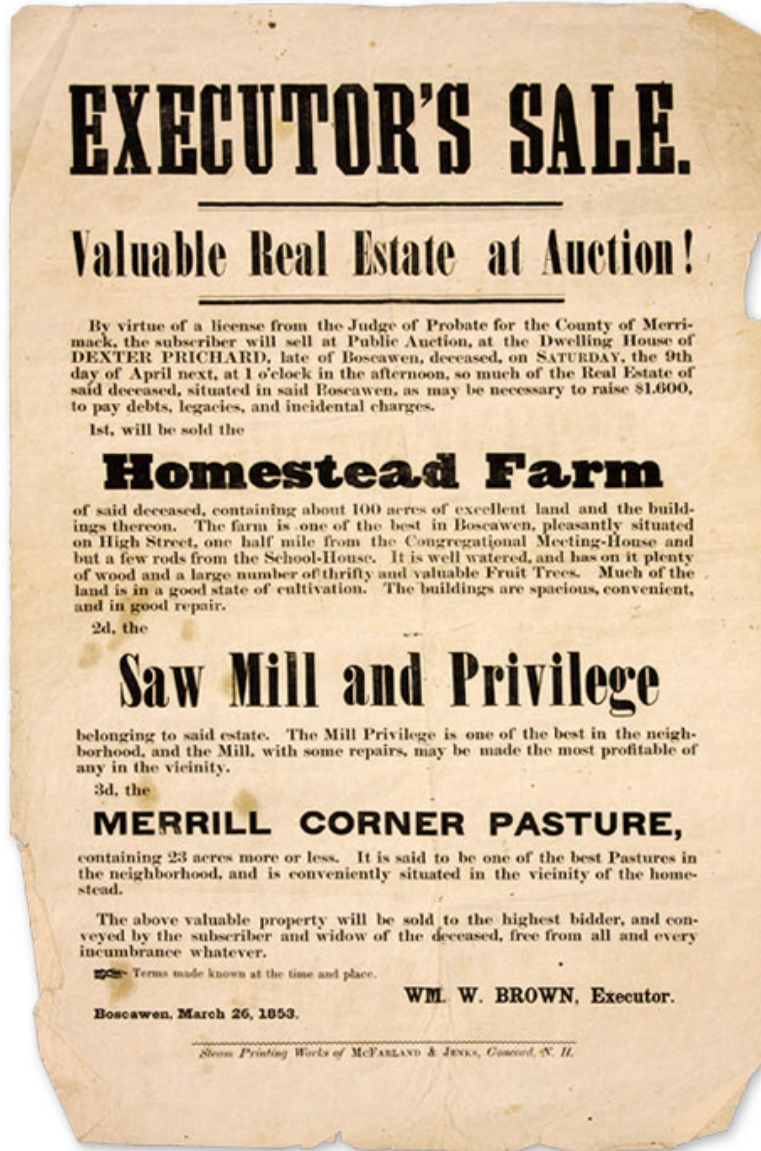 EXECUTOR'S SALE.
Valuable Real Estate at Auction!
By virtue of a license from the Judge of Probate for the County of Merri-
mack, the subscriber will sell at Public Auction, at the Dwelling House of
DEXTER PRICHARD, late of Boscawen, deceased, on SATURDAY, the 9th
day of April next, at 1 o'clock in the afternoon, so much of the Real Estate of
said deceased, situated in said Boscawen, as may be necessary to raise $1.600,
to pay debts, legacies, and incidental charges.
1st, will be sold the
Homestead Farm
of said deceased, containing about 100 acres of excellent land and the build-
ings thereon. The farm is one of the best in Boscawen, pleasantly situated
on High Street, one half mile from the Congregational Meeting-House and
but a few rods from the School-House. It is well watered, and has on it plenty
of wood and a large number of thrifty and valuable Fruit Trees. Much of the
land is in a good state of cultivation. The buildings are spacious, convenient,
and in good repair.
2d, the
Saw Mill and Privilege
belonging to said estate. The Mill Privilege is one of the best in the neigh-
borhood, and the Mill, with some repairs, may be made the most profitable of
any in the vicinity.
3d, the
MERRILL CORNER PASTURE,
containing 23 acres more or less. It is said to be one of the best Pastures in
the neighborhood, and is conveniently situated in the vicinity of the home-
stead.
The above valuable property will be sold to the highest bidder, and con-
veyed by the subscriber and widow of the deceased, free from all and every
incumbrance whatever.
Terms made known at the time and place.
WM. W. BROWN, Executor.
Boscawen, March 26, 1853.
Steam Printing Works of MCFARLAND & JENKS, Concord, N. H.